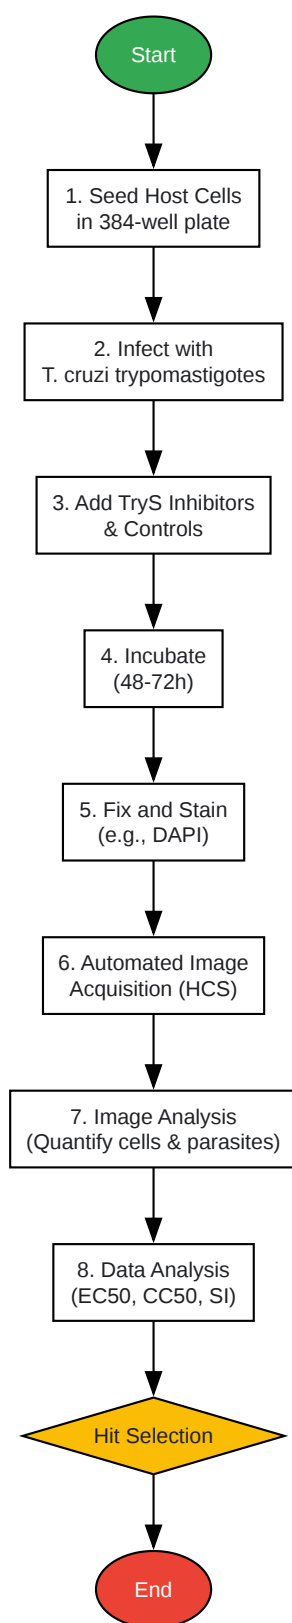 Start
1. Seed Host Cells
in 384-well plate
2. Infect with
T. cruzi trypomastigotes
3. Add TryS Inhibitors
& Controls
4. Incubate
(48-72h)
5. Fix and Stain
(e.g., DAPI)
6. Automated Image
Acquisition (HCS)
7. Image Analysis
(Quantify cells & parasites)
8. Data Analysis
(EC50, CC50, SI)
Hit Selection
End